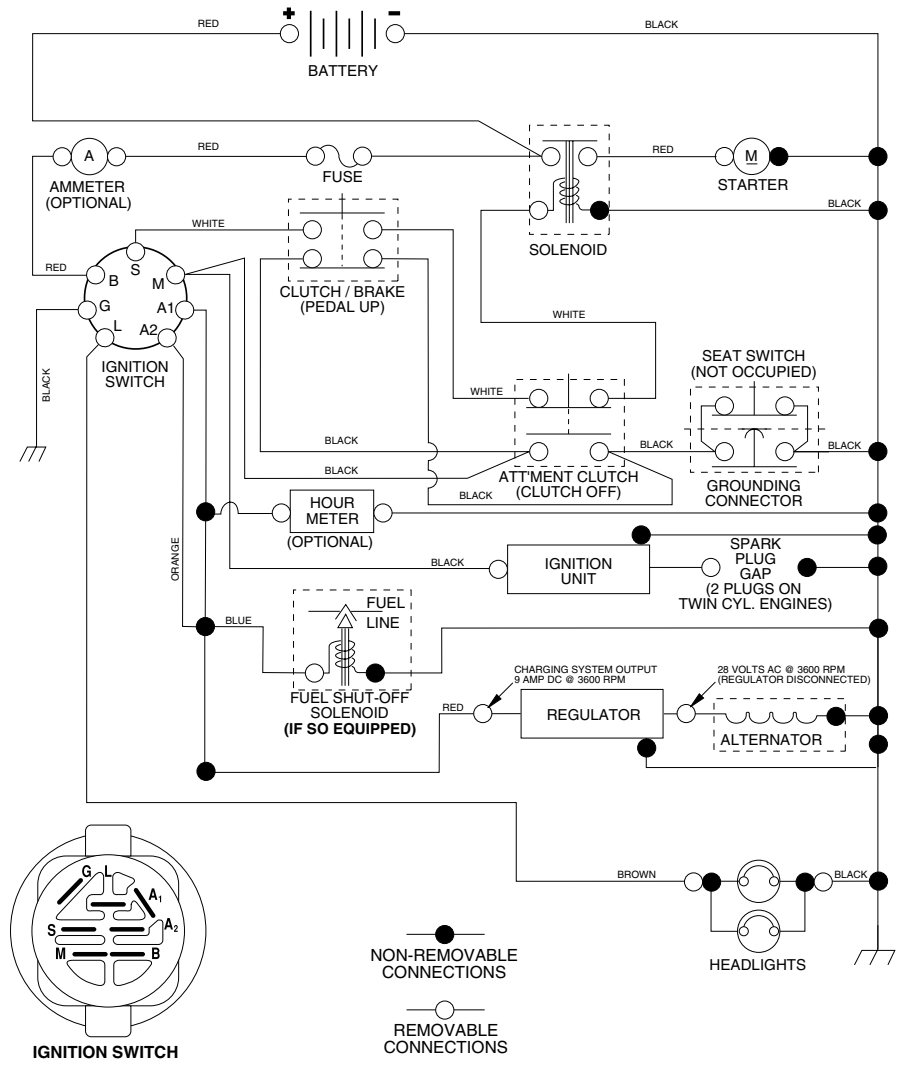 + -
RED
BLACK
BATTERY
A
RED
RED
M
AMMETER
(OPTIONAL)
FUSE
STARTER
WHITE
BLACK
SOLENOID
RED
S
B
M
G
A1
L
A2
CLUTCH / BRAKE
(PEDAL UP)
WHITE
IGNITION
SWITCH
BLACK
SEAT SWITCH
(NOT OCCUPIED)
WHITE
BLACK
BLACK
BLACK
BLACK
ATT'MENT CLUTCH
(CLUTCH OFF)
BLACK
GROUNDING
CONNECTOR
HOUR
METER
(OPTIONAL)
ORANGE
BLACK
IGNITION
UNIT
SPARK
PLUG
GAP
(2 PLUGS ON
TWIN CYL. ENGINES)
BLUE
FUEL
LINE
FUEL SHUT-OFF
SOLENOID
(IF SO EQUIPPED)
CHARGING SYSTEM OUTPUT
9 AMP DC @ 3600 RPM
28 VOLTS AC @ 3600 RPM
(REGULATOR DISCONNECTED)
RED
REGULATOR
ALTERNATOR
BROWN
BLACK
HEADLIGHTS
G L
A1
S
A2
M
B
IGNITION SWITCH
NON-REMOVABLE
CONNECTIONS
REMOVABLE
CONNECTIONS